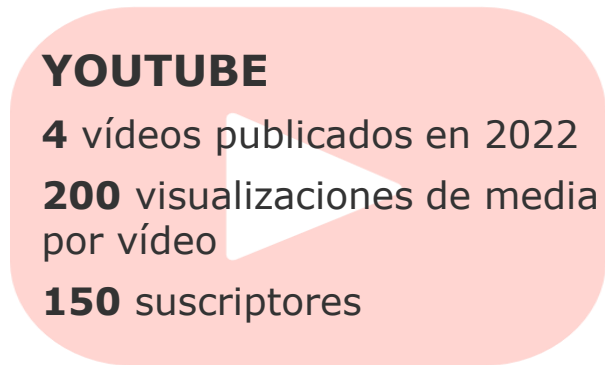 YOUTUBE
4 vídeos publicados en 2022
200 visualizaciones de media
por vídeo
150 suscriptores